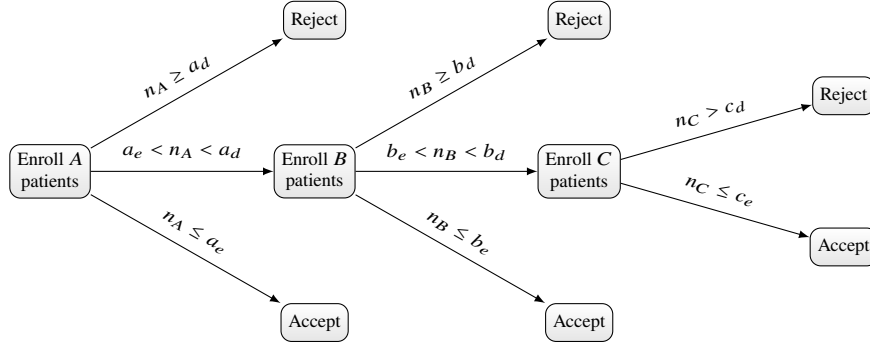 Reject
Reject
n_A ≥ a_d
n_B ≥ b_d
n_C > c_d
Reject
Enroll A
patients
a_e < n_A < a_d
Enroll B
patients
b_e < n_B < b_d
Enroll C
patients
n_C ≤ c_e
n_A ≤ a_e
n_B ≤ b_e
Accept
Accept
Accept